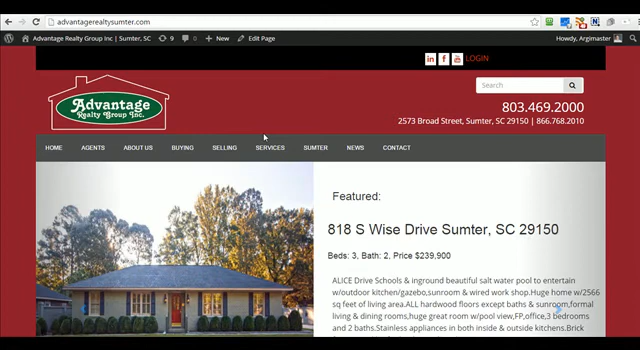 advantagerealtysumter.com
Advantage Realty Group Inc | Sumter, SC 9 0 New Edit Page Howdy, Argimaster
LOGIN
Advantage
Realty Group Inc.
Search
803.469.2000
2573 Broad Street, Sumter, SC 29150 | 866.768.2010
HOME AGENTS ABOUT US BUYING SELLING SERVICES SUMTER NEWS CONTACT
Featured:
818 S Wise Drive Sumter, SC 29150
Beds: 3, Bath: 2, Price $239,900
ALICE Drive Schools & inground beautiful salt water pool to entertain
w/outdoor kitchen/gazebo,sunroom & wired work shop.Huge home w/2566
sq feet of living area.ALL hardwood floors except baths & sunroom,formal
living & dining rooms,huge great room w/pool view,FP,office,3 bedrooms
and 2 baths.Stainless appliances in both inside & outside kitchens.Brick